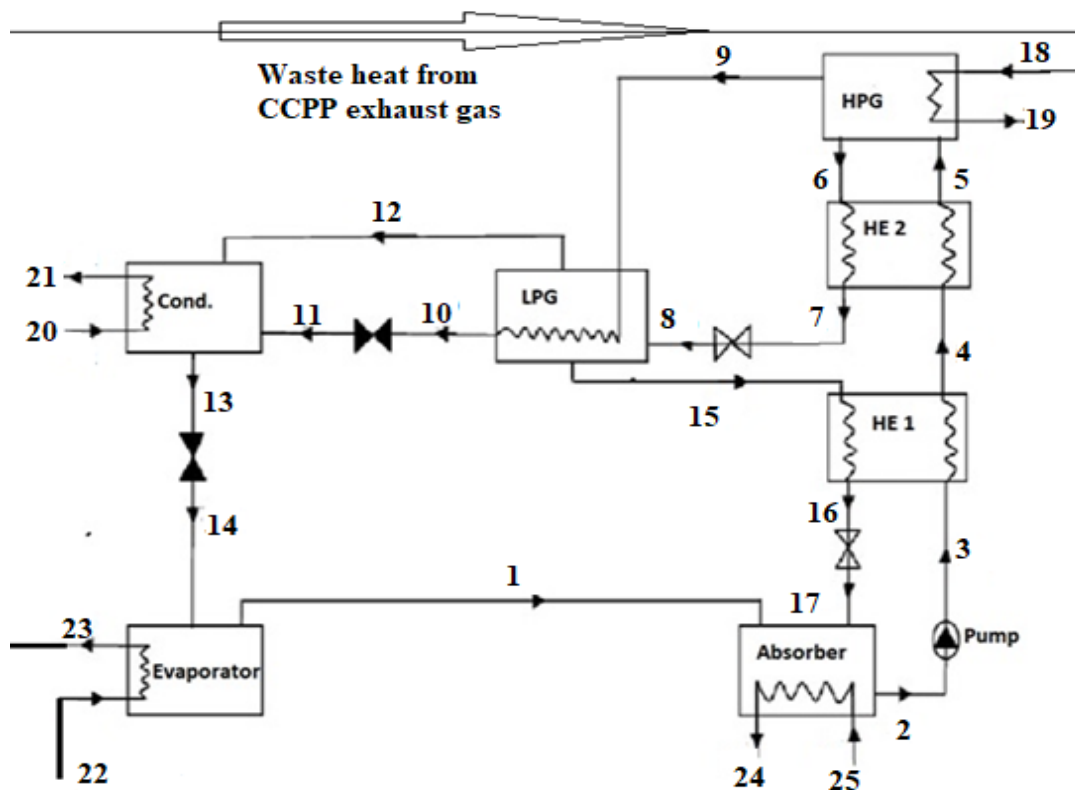 Waste heat from
CCPP exhaust gas
9
18
HPG
19
6
5
12
HE 2
21
Cond.
LPG
20
11
10
8
7
4
13
15
HE 1
14
16
3
1
17
23
Evaporator
Absorber
Pump
2
22
24
25